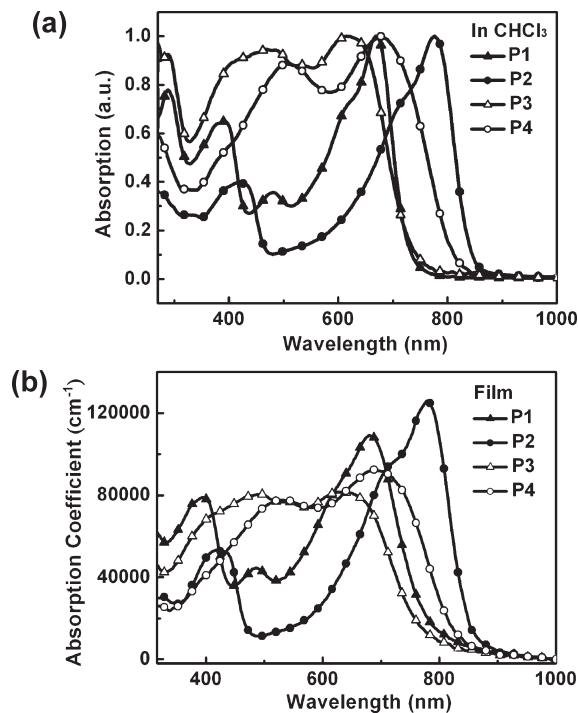 (a)
In CHCl₃
P1
P2
P3
P4
Absorption (a.u.)
1.0
0.8
0.6
0.4
0.2
0.0
400 600 800 1000
Wavelength (nm)
(b)
Film
P1
P2
P3
P4
Absorption Coefficient (cm⁻¹)
120000
80000
40000
0
400 600 800 1000
Wavelength (nm)